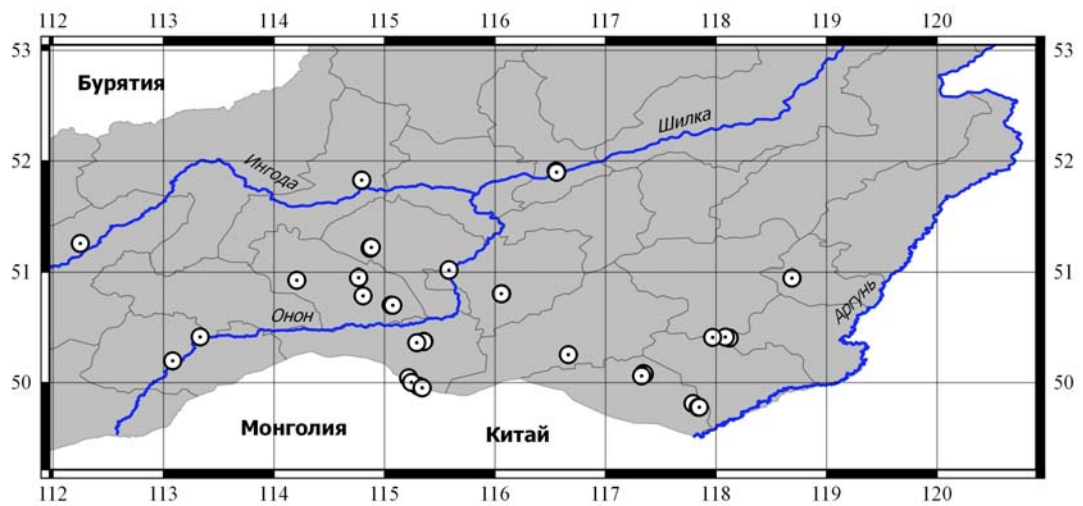 112 113 114 115 116 117 118 119 120
53 53
Бурятия
Шилка
52 52
Ингода
51 51
Аргунь
Онон
50 50
Монголия Китай
112 113 114 115 116 117 118 119 120